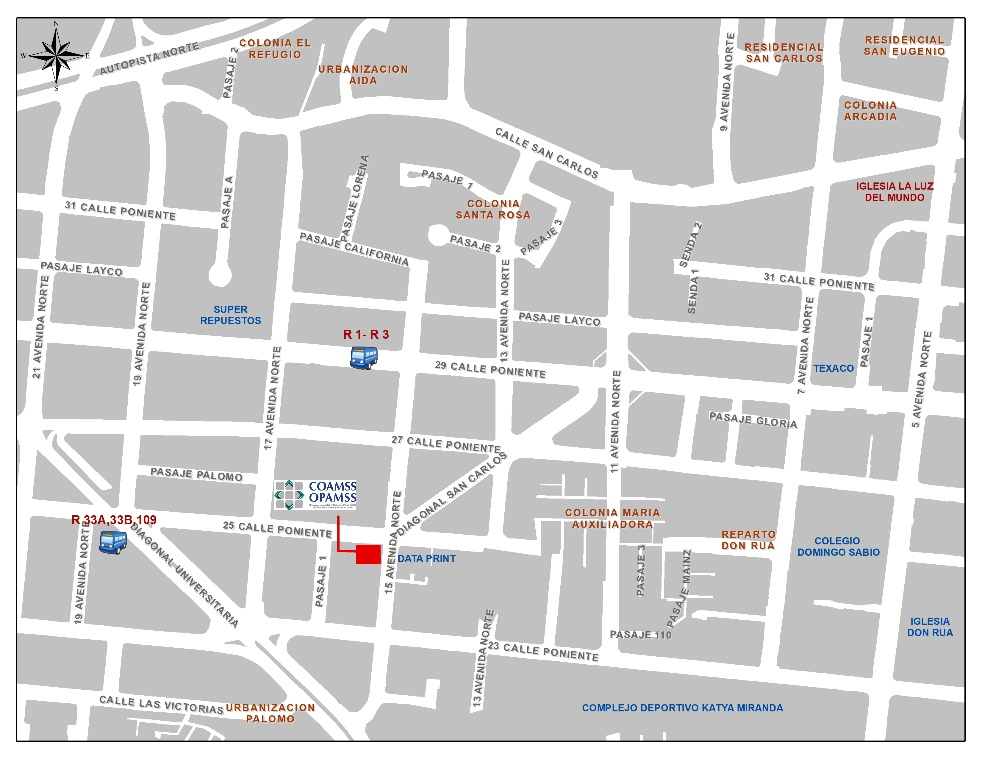 N
W
E
S
AUTOPISTA NORTE
PASAJE 2
COLONIA EL
REFUGIO
URBANIZACION
AIDA
9 AVENIDA NORTE
RESIDENCIAL
SAN CARLOS
RESIDENCIAL
SAN EUGENIO
COLONIA
ARCADIA
CALLE SAN CARLOS
PASAJE LORENA
PASAJE 1
PASAJE A
IGLESIA LA LUZ
DEL MUNDO
31 CALLE PONIENTE
COLONIA
SANTA ROSA
PASAJE 3
PASAJE CALIFORNIA
PASAJE 2
SENDA 2
PASAJE LAYCO
SENDA 1
31 CALLE PONIENTE
21 AVENIDA NORTE
19 AVENIDA NORTE
SUPER
REPUESTOS
13 AVENIDA NORTE
PASAJE LAYCO
R 1- R 3
7 AVENIDA NORTE
PASAJE 1
5 AVENIDA NORTE
29 CALLE PONIENTE
TEXACO
17 AVENIDA NORTE
11 AVENIDA NORTE
PASAJE GLORIA
27 CALLE PONIENTE
PASAJE PALOMO
DIAGONAL SAN CARLOS
COAMSS
OPAMSS
R 33A,33B,109
25 CALLE PONIENTE
15 AVENIDA NORTE
COLONIA MARIA
AUXILIADORA
REPARTO
DON RUA
COLEGIO
DOMINGO SABIO
DATA PRINT
19 AVENIDA NORTE
DIAGONAL UNIVERSITARIA
PASAJE 1
PASAJE 3
PASAJE MAINZ
13 AVENIDA NORTE
PASAJE 110
IGLESIA
DON RUA
23 CALLE PONIENTE
CALLE LAS VICTORIAS
URBANIZACION
PALOMO
COMPLEJO DEPORTIVO KATYA MIRANDA